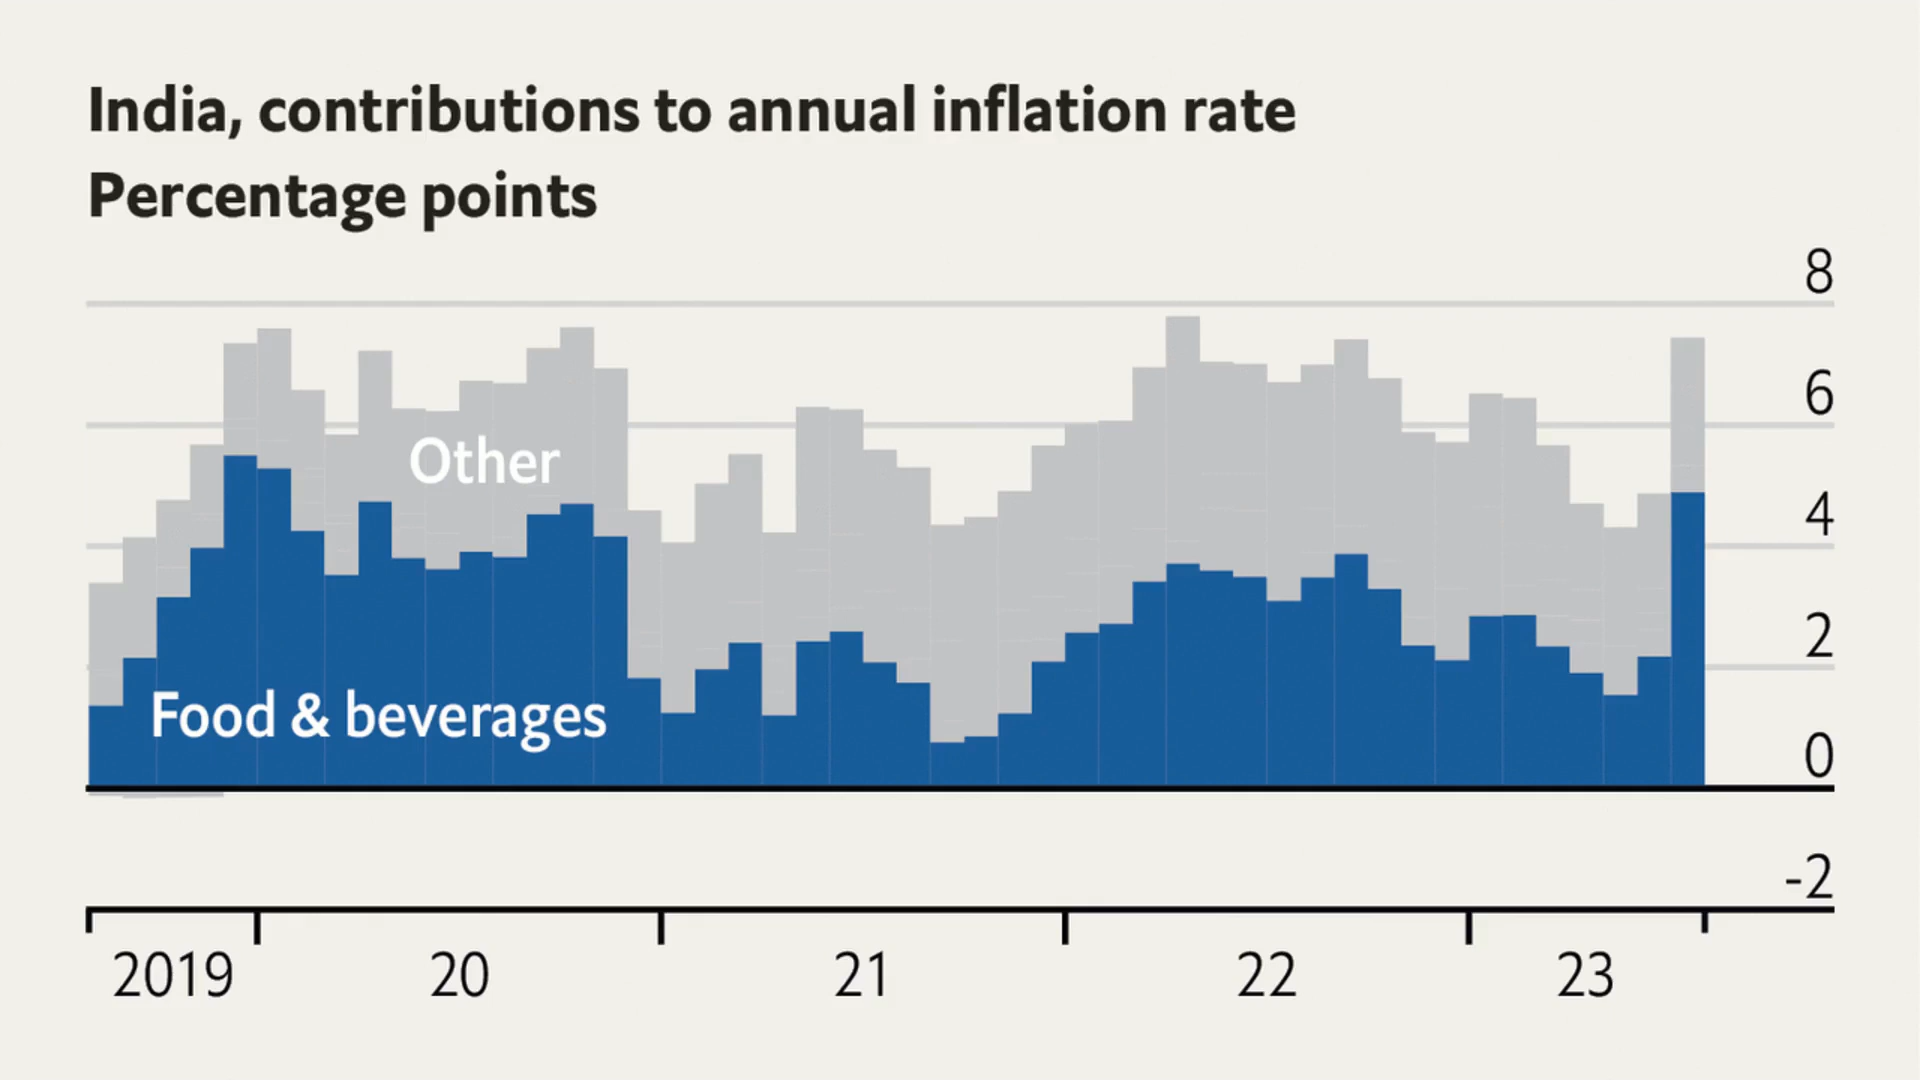 India, contributions to annual inflation rate
Percentage points
8
6
Other
4
2
Food & beverages
0
-2
2019 20 21 22 23